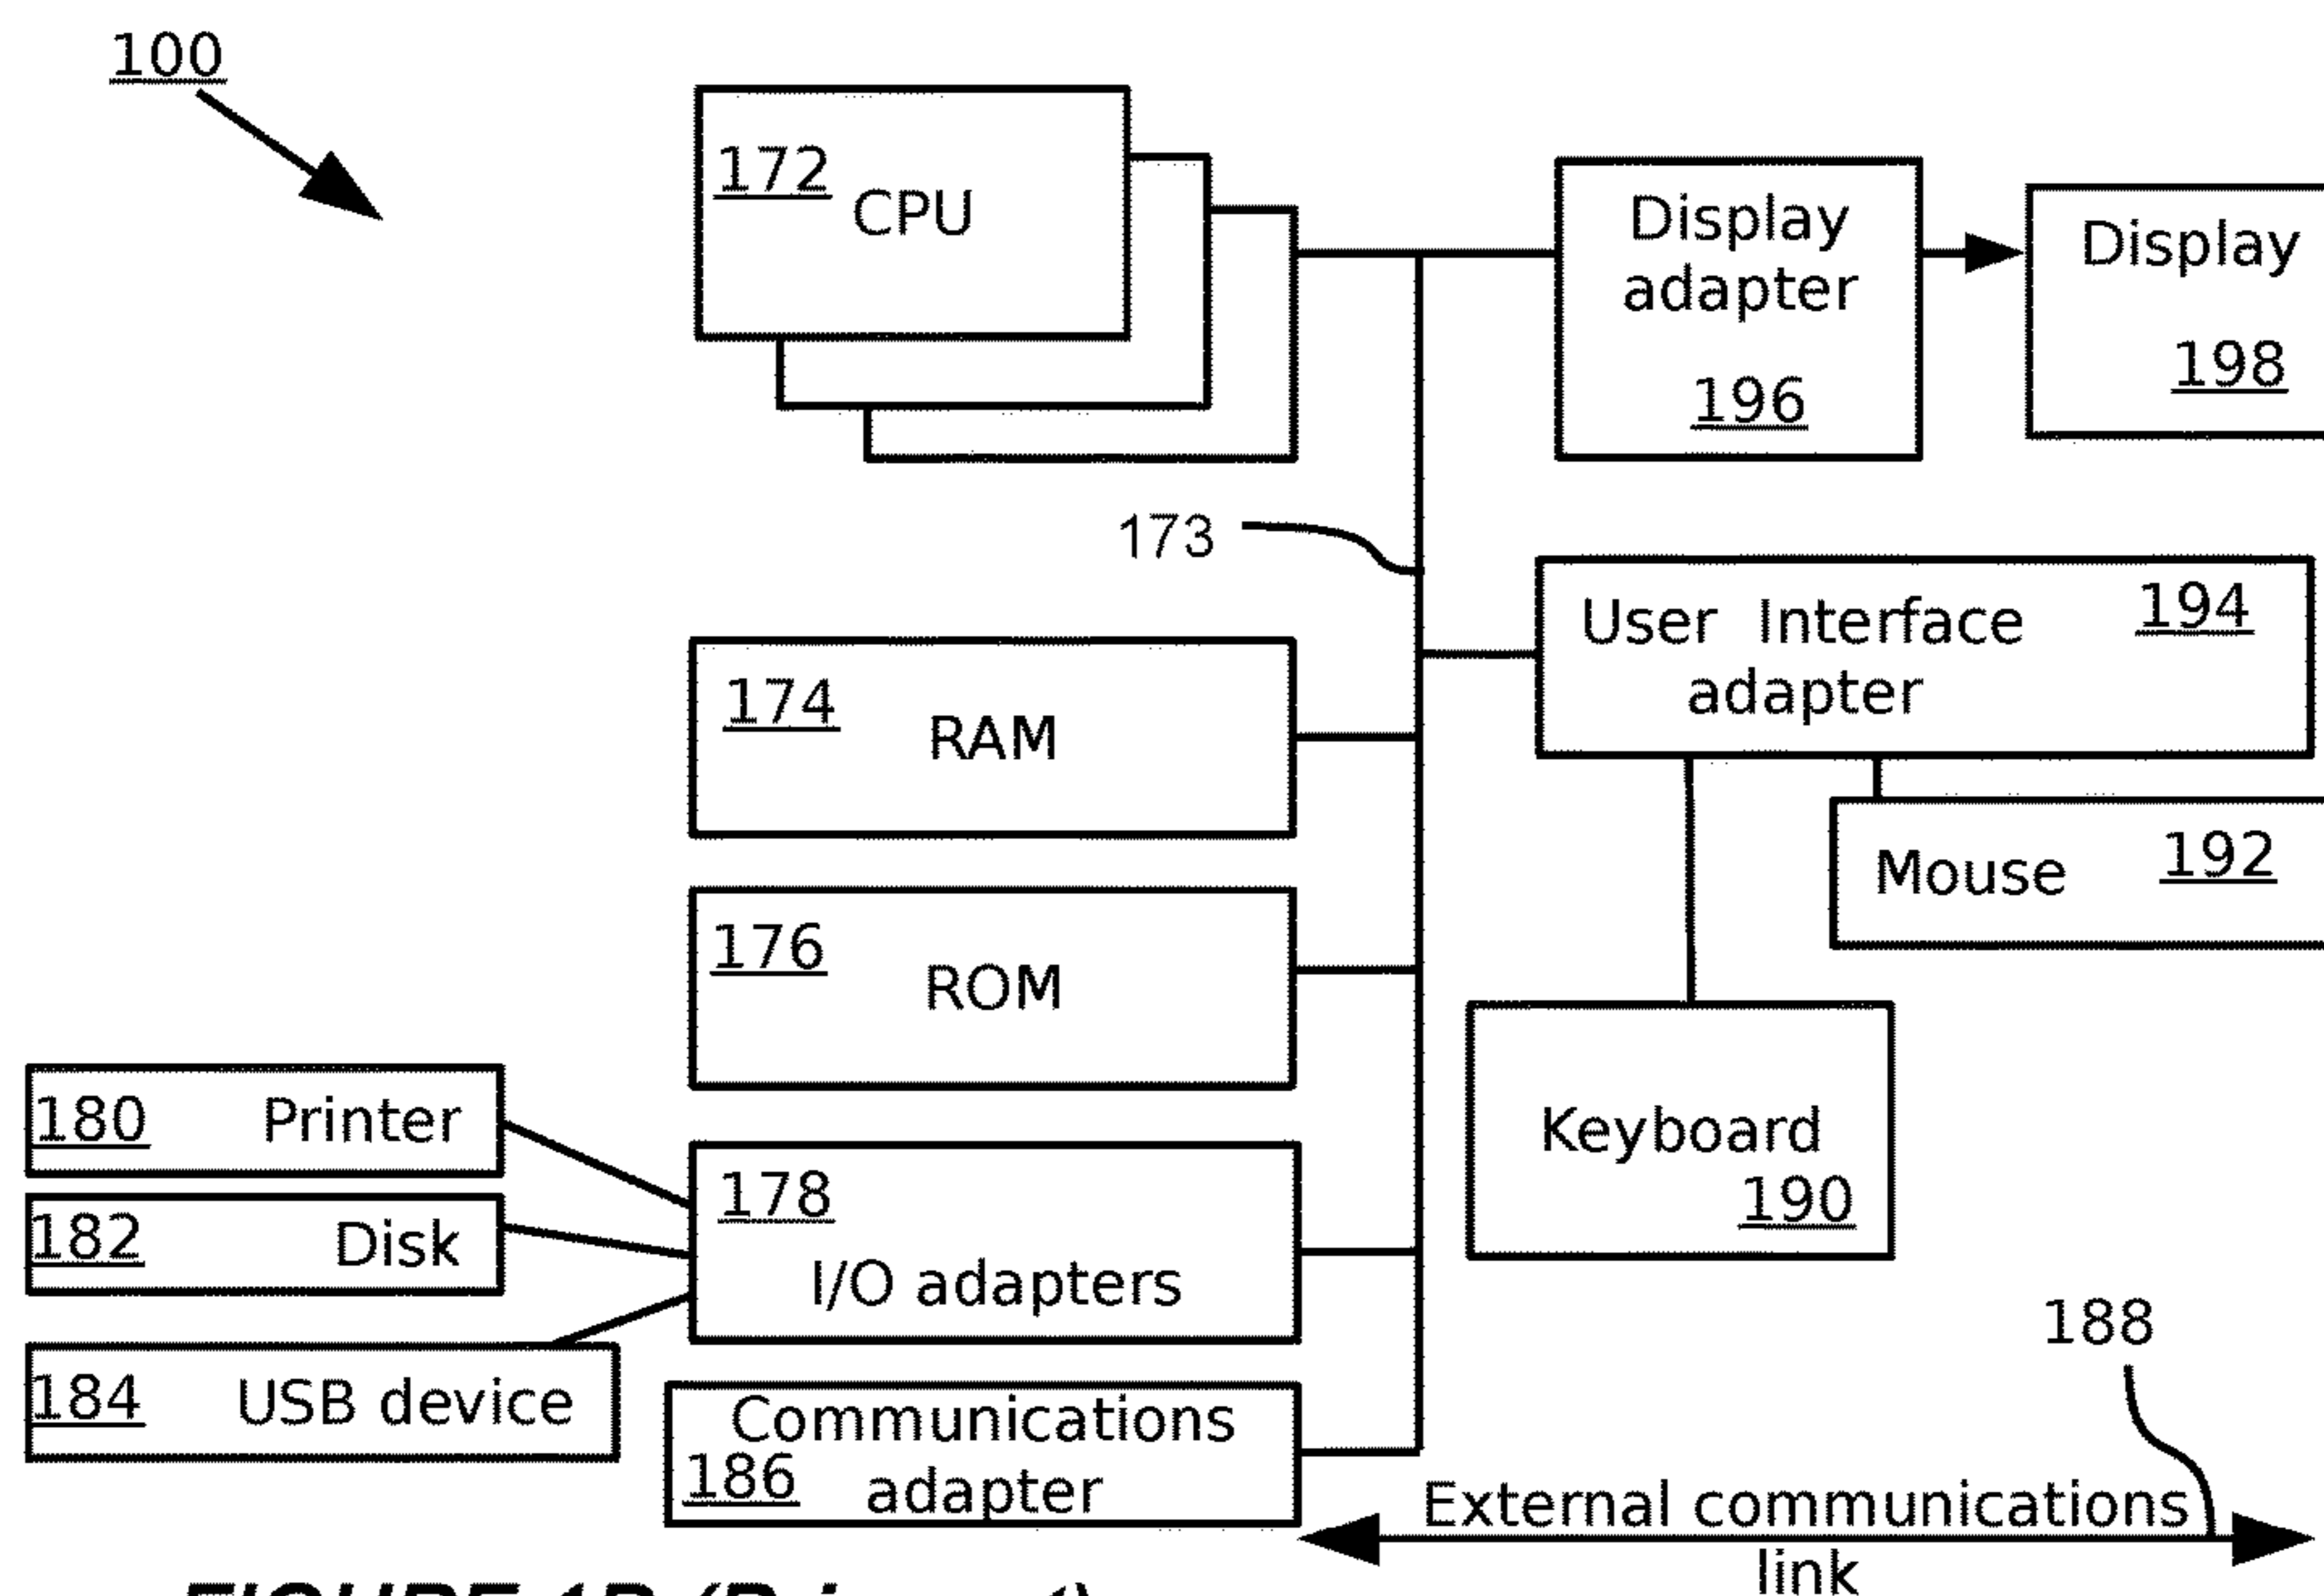 100
172
CPU
Display
adapter
196
Display
198
173
User Interface
adapter
194
174
RAM
Mouse
192
176
ROM
180
Printer
Keyboard
190
182
Disk
178
I/O adapters
184
USB device
188
Communications
186
adapter
External communications
link